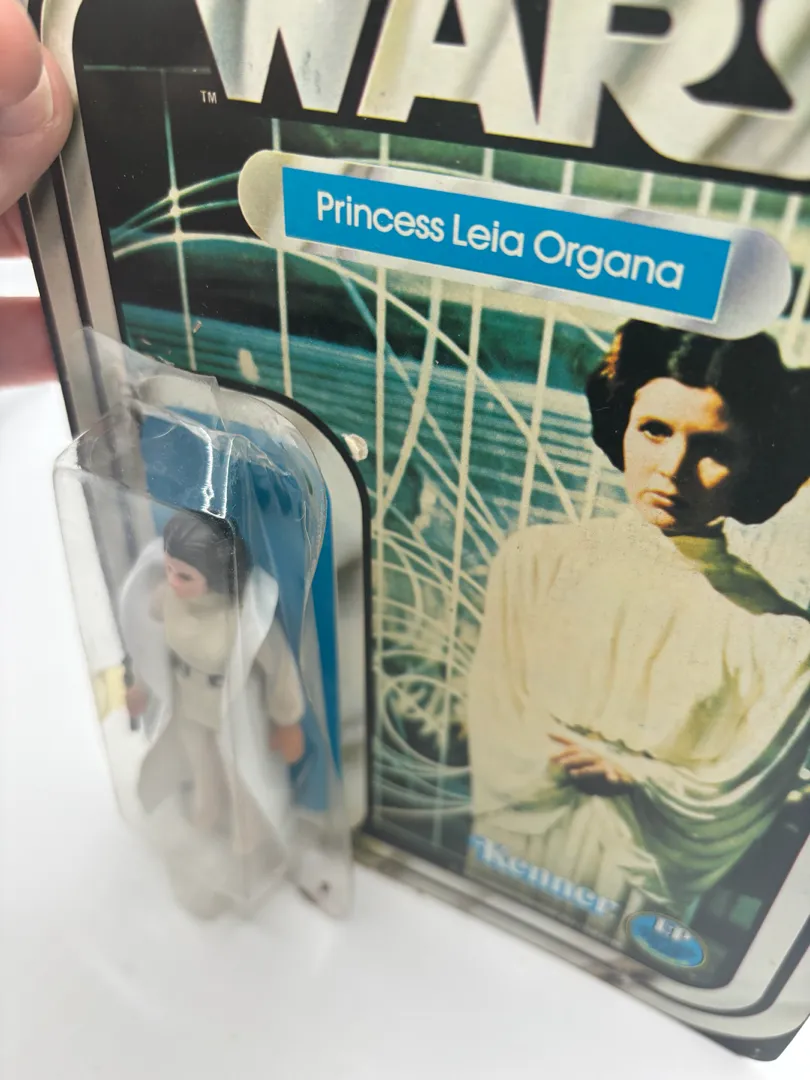 WARS
TM
Princess Leia Organa
Kenner